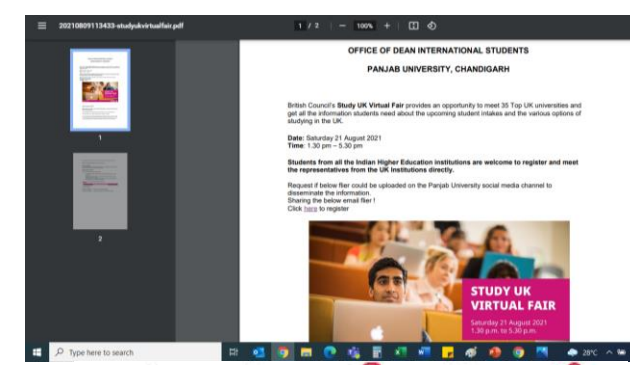 20210809113433-studyukvirtualfair.pdf
1 / 2
100%
OFFICE OF DEAN INTERNATIONAL STUDENTS
PANJAB UNIVERSITY, CHANDIGARH
British Council's Study UK Virtual Fair provides an opportunity to meet 35 Top UK universities and
get all the information students need about the upcoming student intakes and the various options of
studying in the UK.
Date: Saturday 21 August 2021
Time: 1.30 pm – 5.30 pm
Students from all the Indian Higher Education institutions are welcome to register and meet
the representatives from the UK Institutions directly.
Request if below flier could be uploaded on the Panjab University social media channel to
disseminate the information.
Sharing the below email flier !
Click here to register
STUDY UK
VIRTUAL FAIR
Saturday 21 August 2021
1.30 p.m. to 5.30 p.m.
1
2
Type here to search
28°C